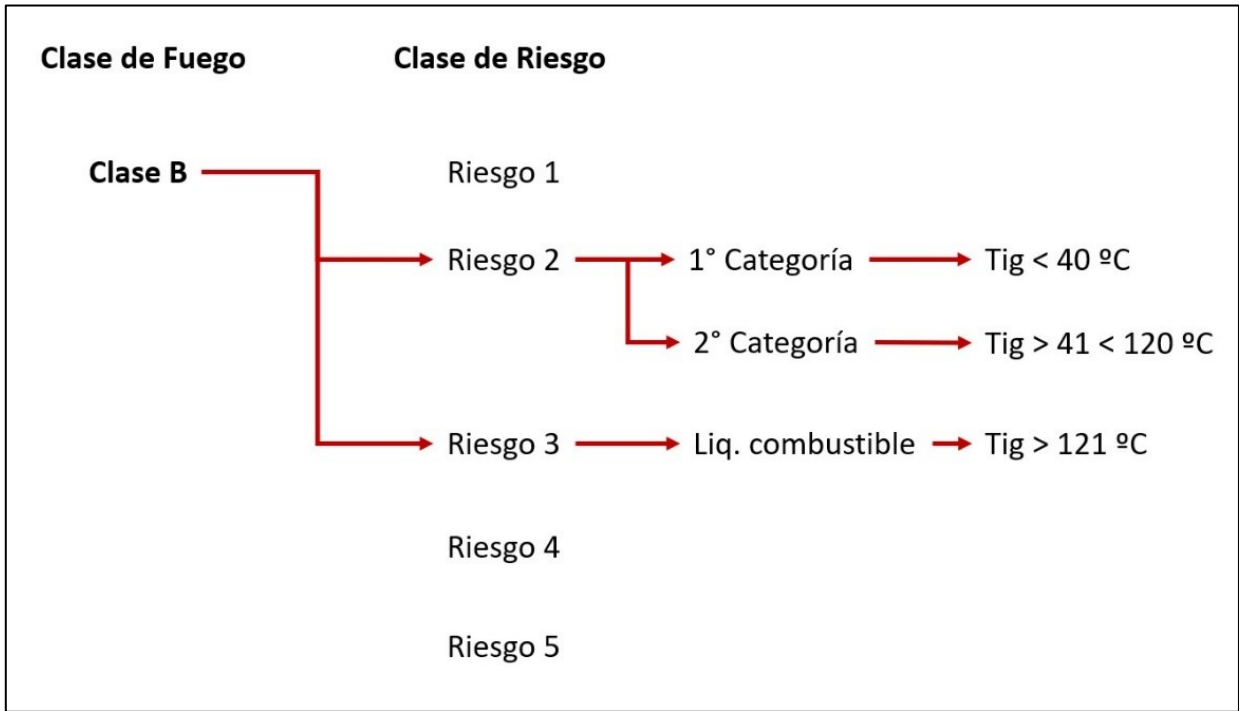 Clase de Fuego Clase de Riesgo
Clase B Riesgo 1
Riesgo 2 1° Categoría Tig < 40 ºC
2° Categoría Tig > 41 < 120 ºC
Riesgo 3 Liq. combustible Tig > 121 ºC
Riesgo 4
Riesgo 5